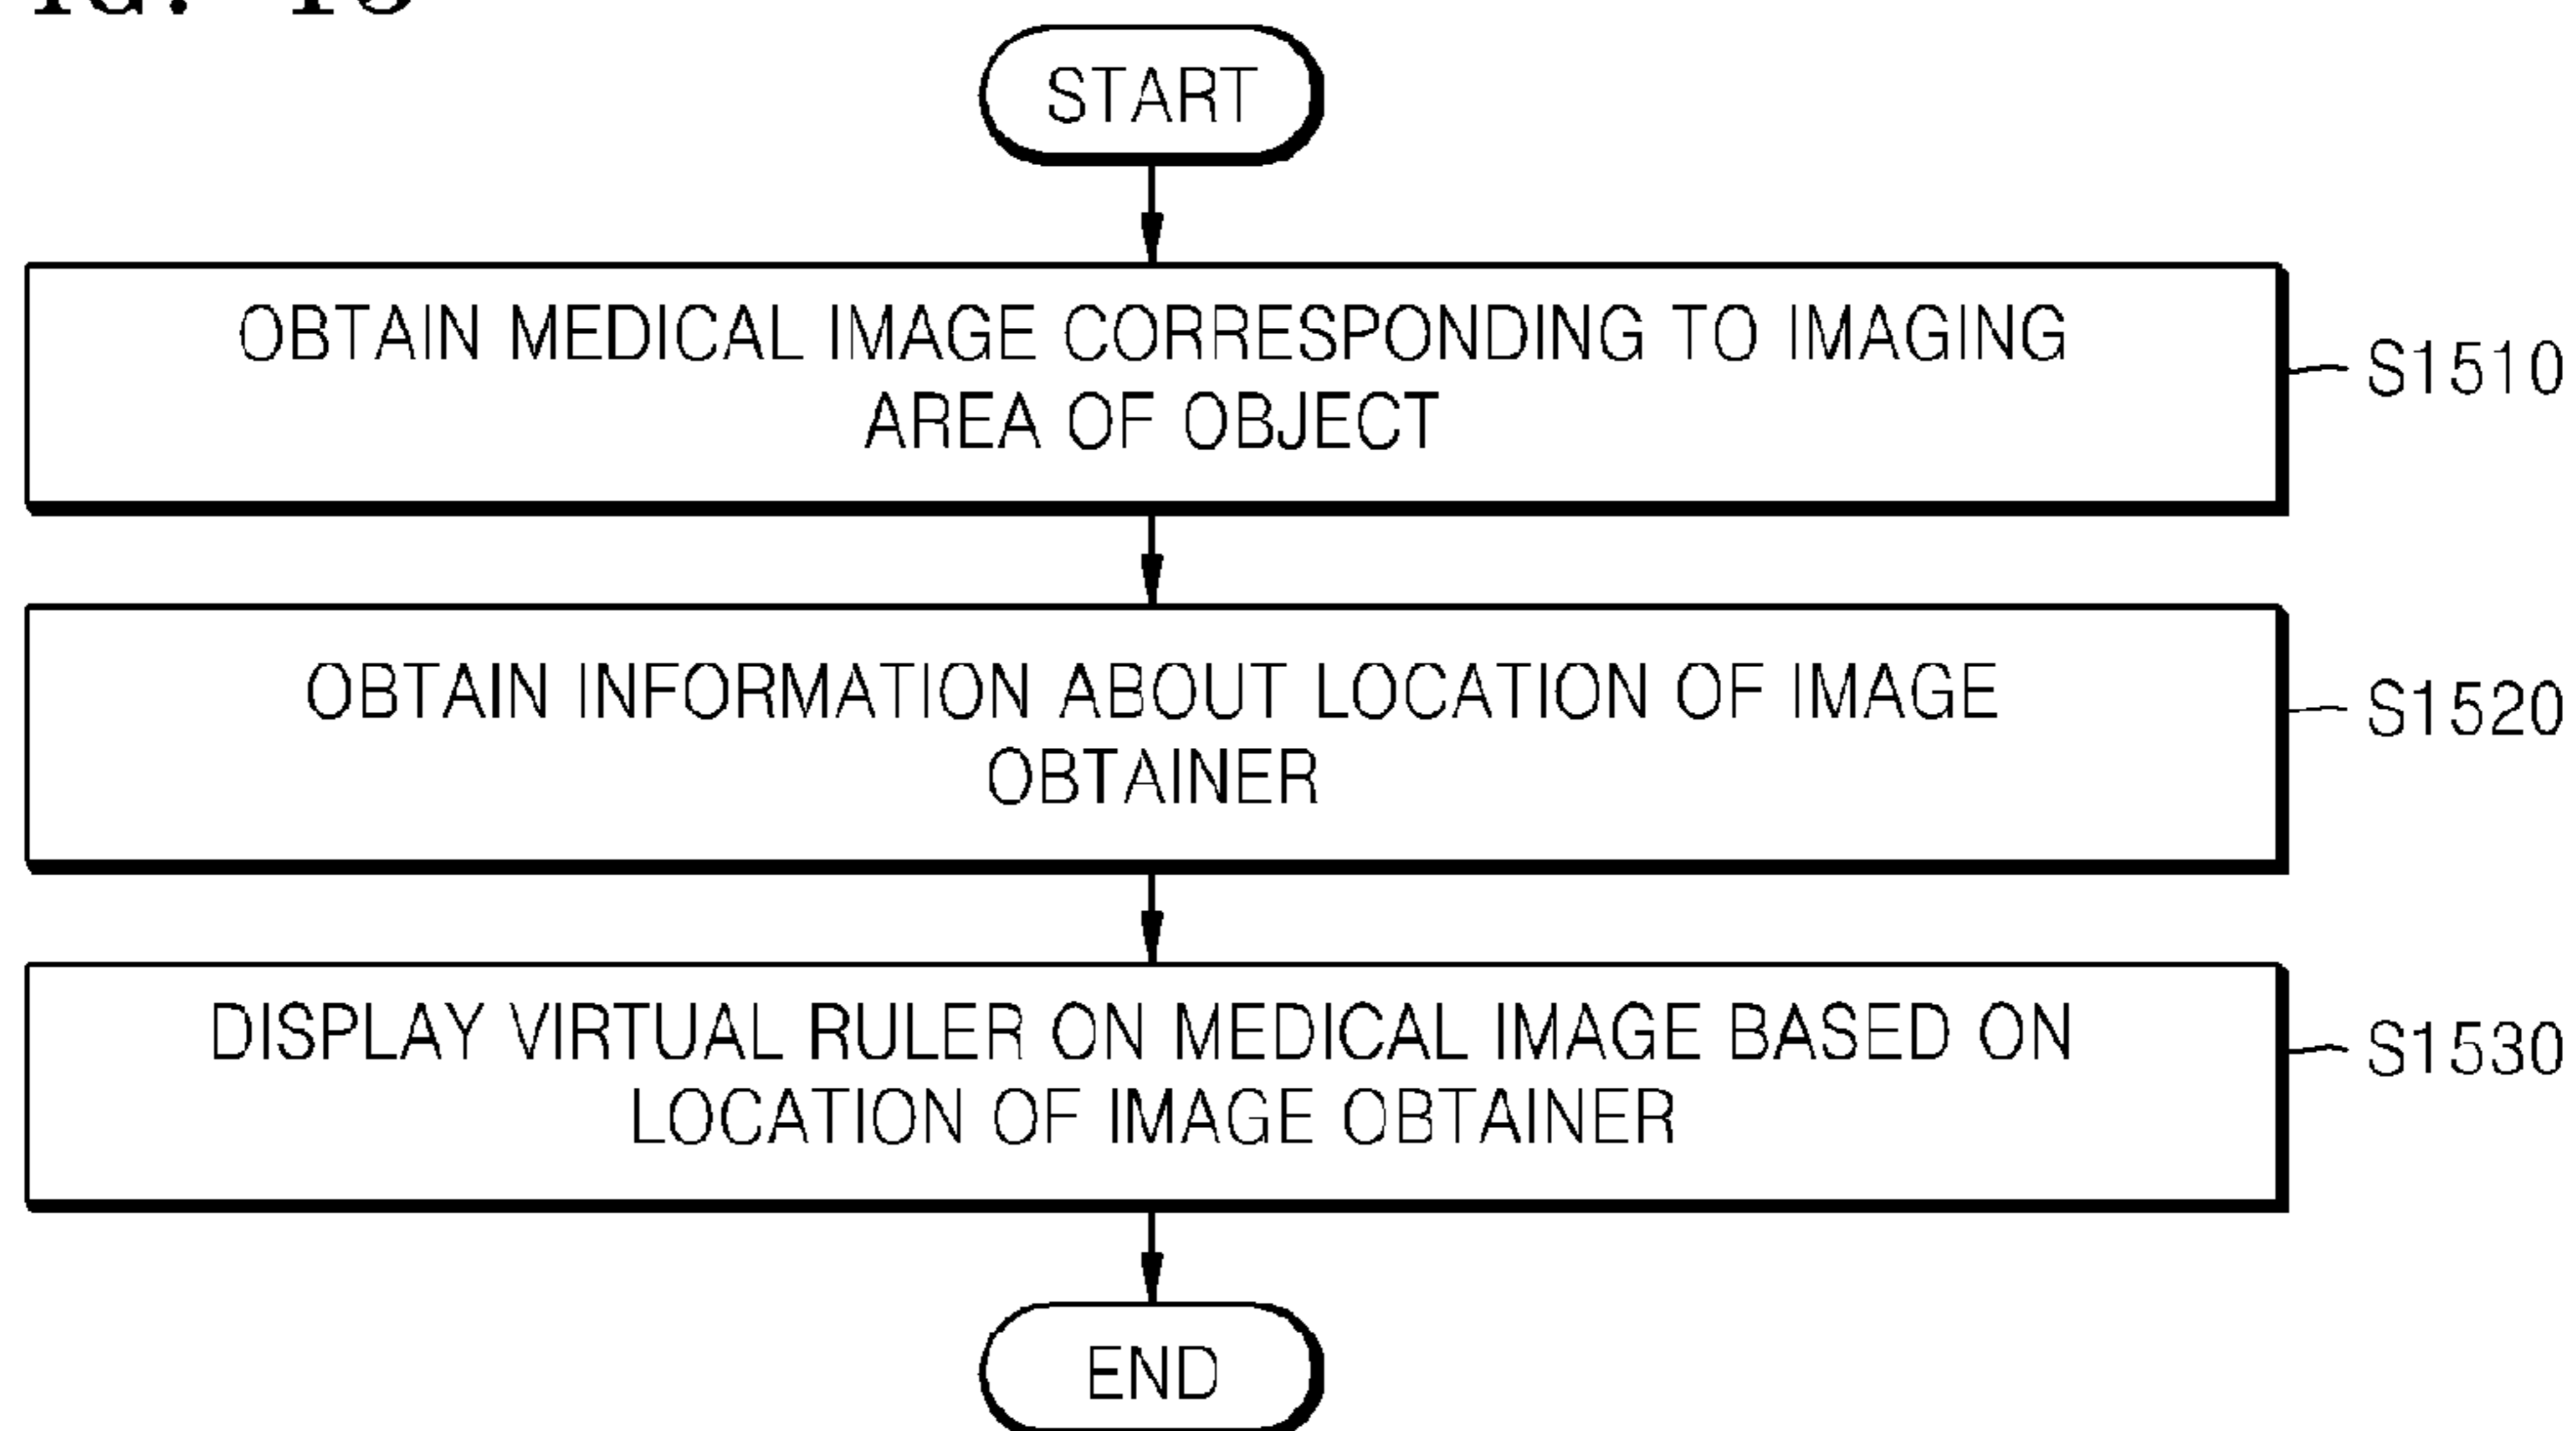 START
OBTAIN MEDICAL IMAGE CORRESPONDING TO IMAGING
AREA OF OBJECT
S1510
OBTAIN INFORMATION ABOUT LOCATION OF IMAGE
OBTAINER
S1520
DISPLAY VIRTUAL RULER ON MEDICAL IMAGE BASED ON
LOCATION OF IMAGE OBTAINER
S1530
END